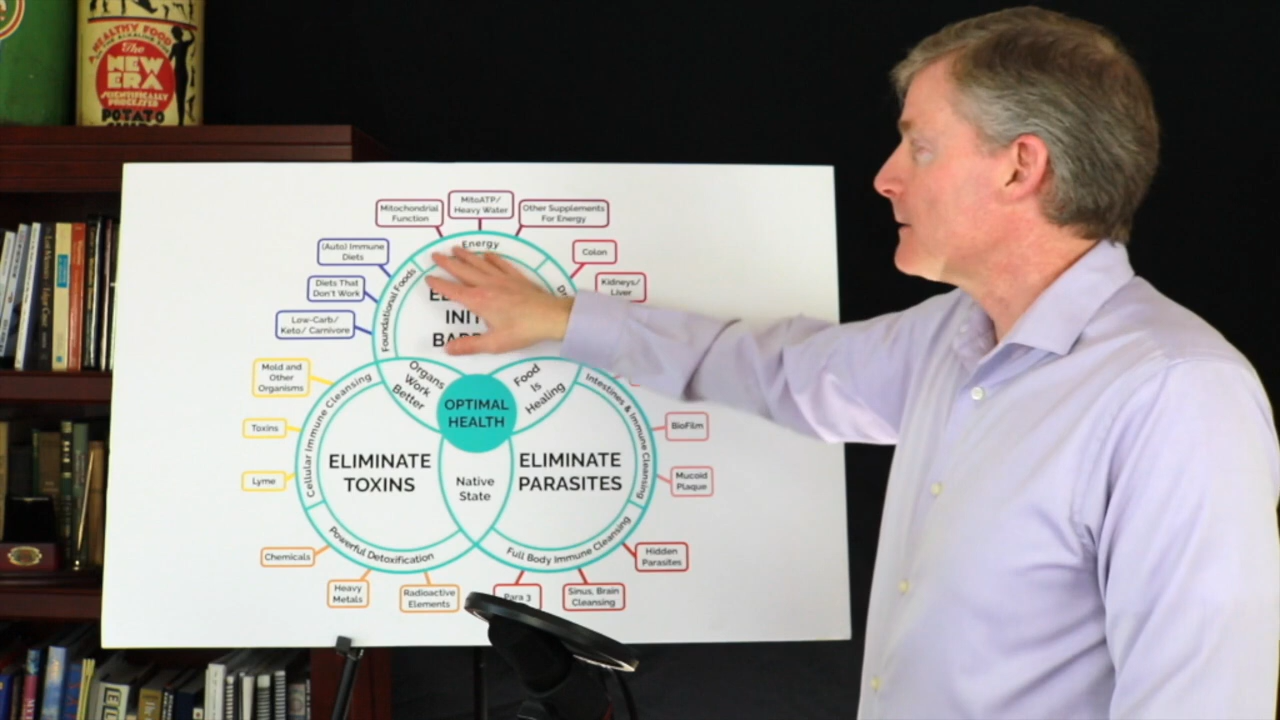 A HEALTHY FOOD
The
NEW
ERA
SCIENTIFICALLY
PROCESSED
POTATO
Mitochondrial
Function
MitoATP/
Heavy Water
Other Supplements
For Energy
Energy
(Auto) Immune
Diets
Colon
Diets That
Don't Work
Kidneys/
Liver
Low-Carb/
Keto/ Carnivore
Foundational Foods
Mold and
Other
Organisms
Organs
Work
Better
Food
is
Healing
OPTIMAL
HEALTH
Cellular Immune Cleansing
Intestines & Immune Cleansing
Toxins
BioFilm
ELIMINATE
TOXINS
ELIMINATE
PARASITES
Lyme
Mucoid
Plaque
Native
State
Powerful Detoxification
Full Body Immune Cleansing
Chemicals
Hidden
Parasites
Heavy
Metals
Radioactive
Elements
Para 3
Sinus, Brain
Cleansing